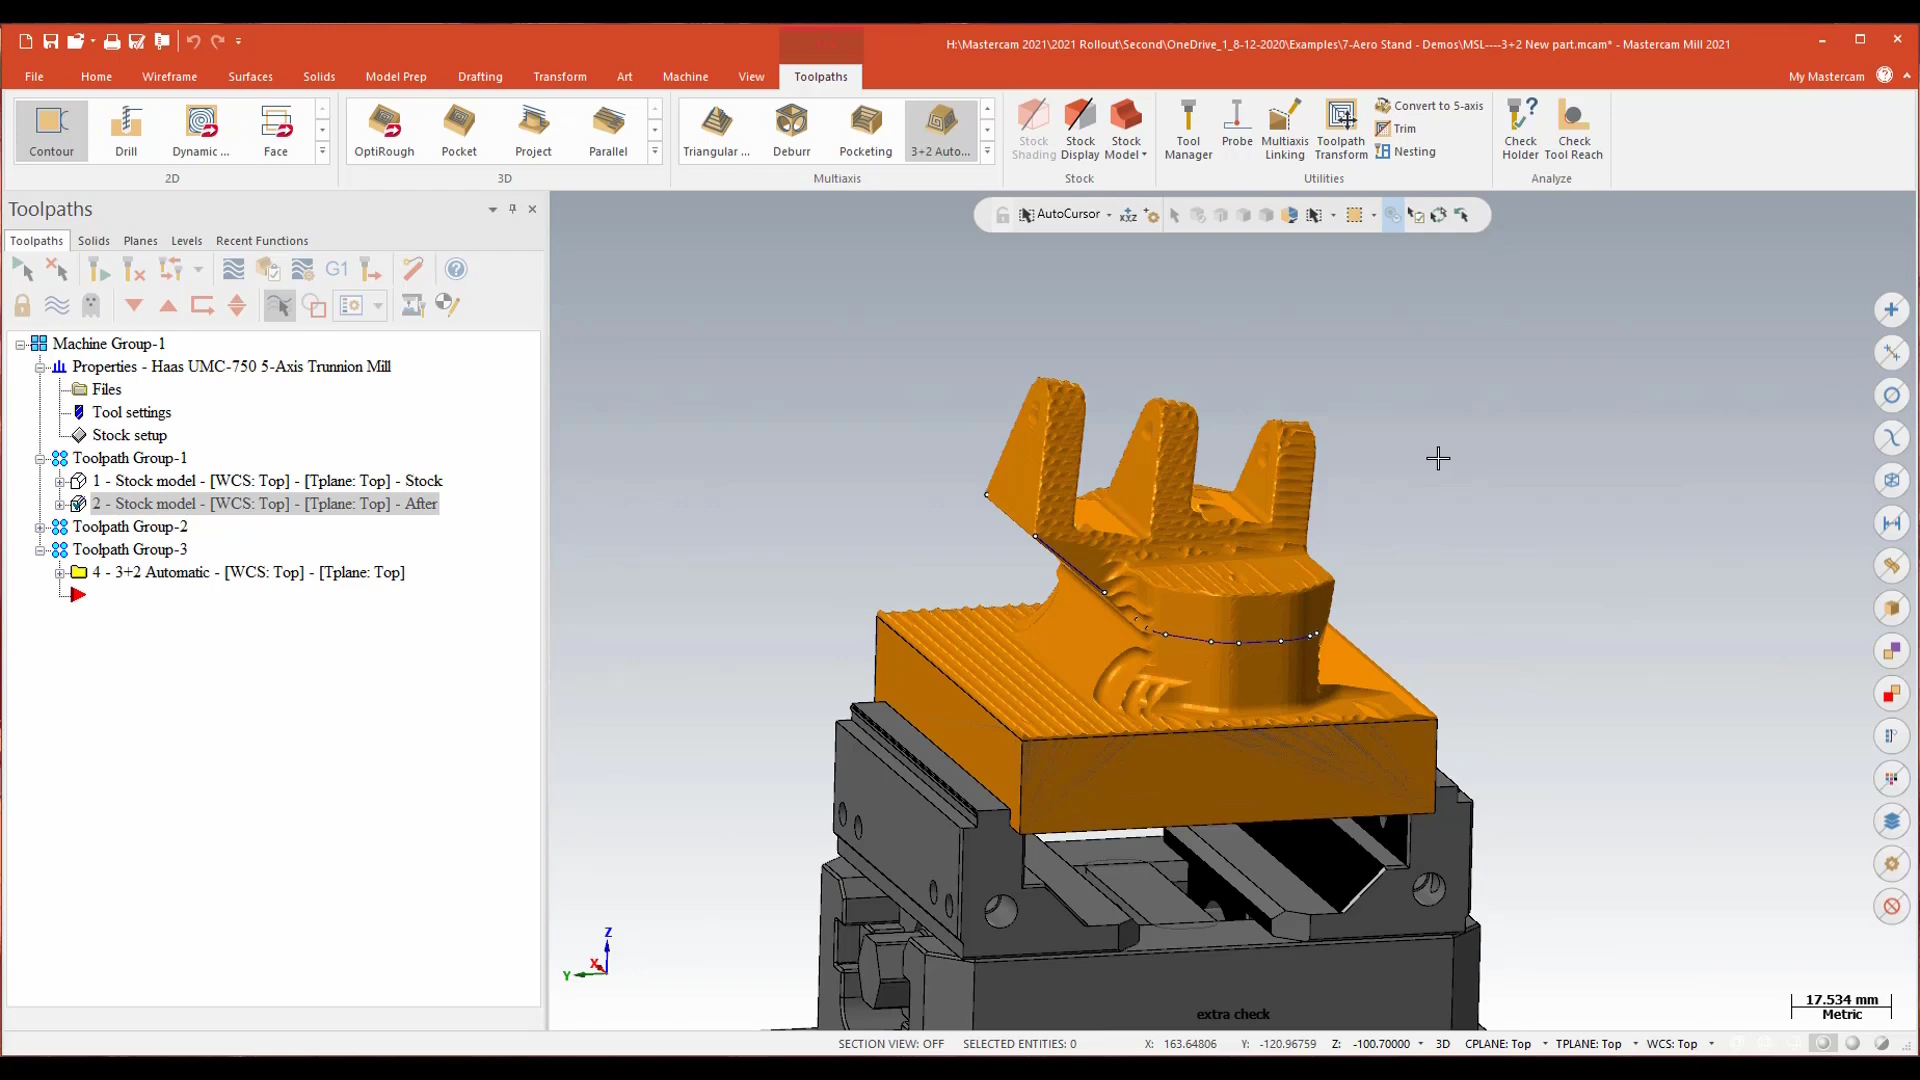 H:\Mastercam 2021\2021 Rollout\Second\OneDrive_1_8-12-2020\Examples\7-Aero Stand - Demos\MSL----3+2 New part.mcam* - Mastercam Mill 2021
File Home Wireframe Surfaces Solids Model Prep Drafting Transform Art Machine View Toolpaths My Mastercam
Contour Drill Dynamic ... Face OptiRough Pocket Project Parallel Triangular ... Deburr Pocketing 3+2 Auto...
Stock Shading Stock Display Stock Model Tool Manager Probe Multiaxis Linking Toolpath Transform
Convert to 5-axis
Trim
Nesting
Check Holder Check Tool Reach
2D 3D Multiaxis Stock Utilities Analyze
Toolpaths
AutoCursor
Toolpaths Solids Planes Levels Recent Functions
G1
Machine Group-1
Properties - Haas UMC-750 5-Axis Trunnion Mill
Files
Tool settings
Stock setup
Toolpath Group-1
1 - Stock model - [WCS: Top] - [Tplane: Top] - Stock
2 - Stock model - [WCS: Top] - [Tplane: Top] - After
Toolpath Group-2
Toolpath Group-3
4 - 3+2 Automatic - [WCS: Top] - [Tplane: Top]
Z
X
Y
17.534 mm
Metric
extra check
SECTION VIEW: OFF SELECTED ENTITIES: 0 X: 163.64806 Y: -120.96759 Z: -100.70000 3D CPLANE: Top TPLANE: Top WCS: Top